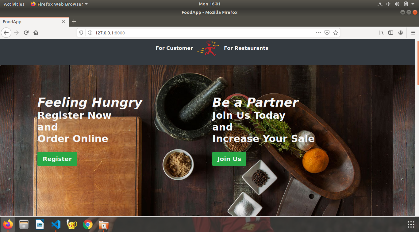 Activities Firefox Web Browser
FoodApp - Mozilla Firefox
FoodApp
127.0.0.1:8000
For Customer For Restaurants
Feeling Hungry
Register Now
and
Order Online
Register
Be a Partner
Join Us Today
and
Increase Your Sale
Join Us